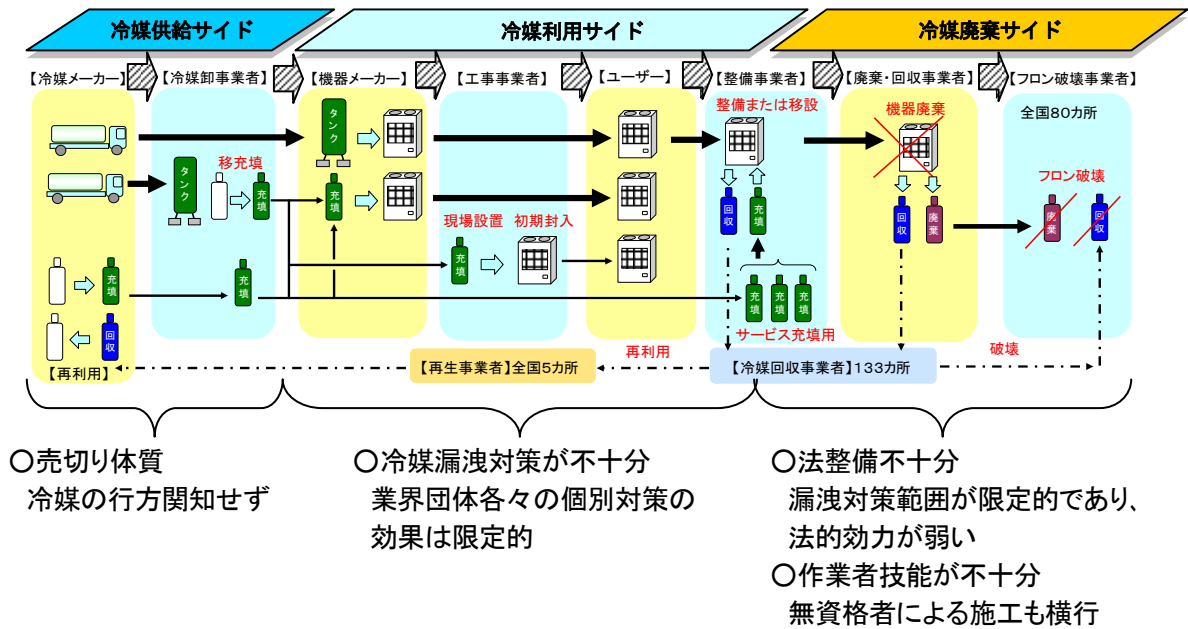 冷媒供給サイド
冷媒利用サイド
冷媒廃棄サイド
【冷媒メーカー】
【冷媒卸事業者】
【機器メーカー】
【工事事業者】
【ユーザー】
【整備事業者】
【廃棄・回収事業者】
【フロン破壊事業者】
整備または移設
機器廃棄
全国80カ所
タンク
タンク
移充填
充填
充填
回収
充填
回収
廃棄
フロン破壊
廃棄
回収
現場設置
初期封入
充填
充填
充填
充填
充填
充填
サービス充填用
回収
【再利用】
【再生事業者】全国5カ所
再利用
【冷媒回収事業者】133カ所
破壊
○売切り体質
冷媒の行方関知せず
○冷媒漏洩対策が不十分
業界団体各々の個別対策の
効果は限定的
○法整備不十分
漏洩対策範囲が限定的であり、
法的効力が弱い
○作業者技能が不十分
無資格者による施工も横行